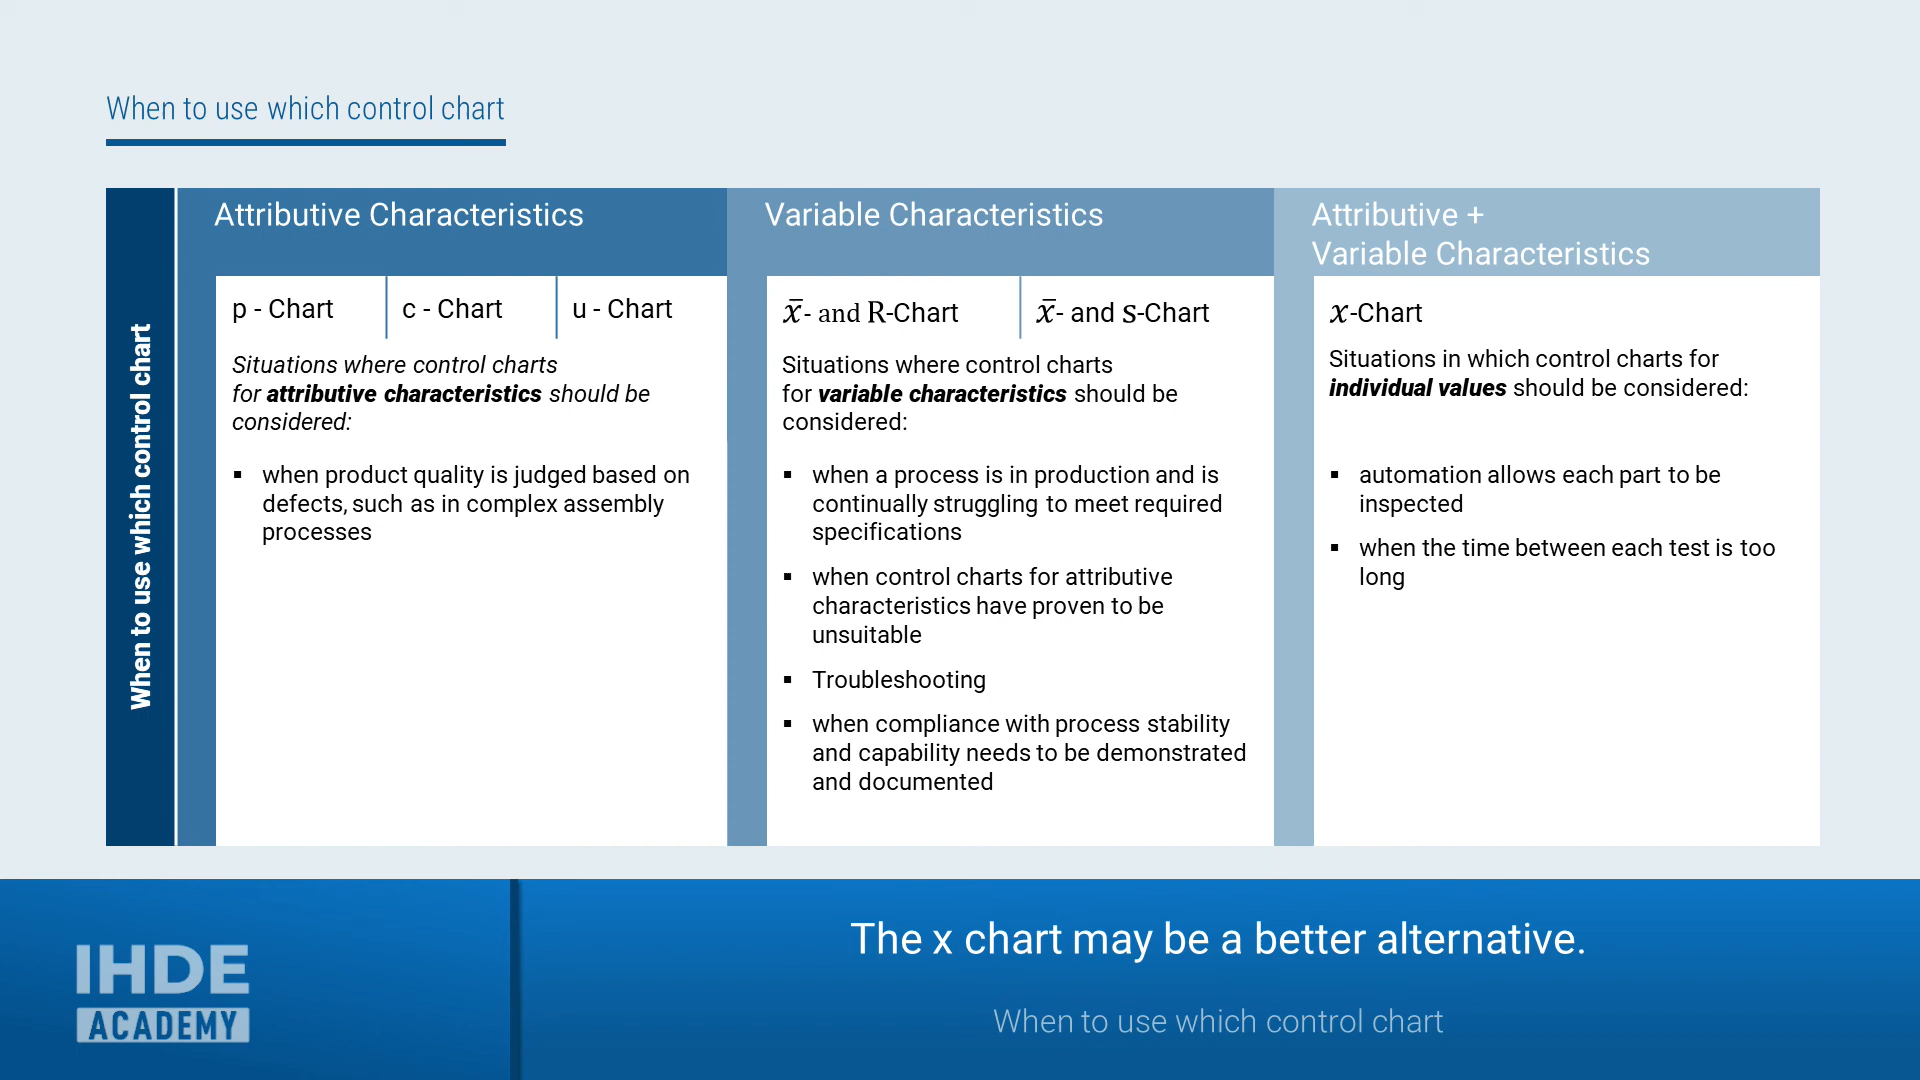 When to use which control chart
When to use which control chart
Attributive Characteristics
p - Chart
c - Chart
u - Chart
Situations where control charts
for attributive characteristics should be
considered:
▪ when product quality is judged based on
defects, such as in complex assembly
processes
Variable Characteristics
x̅- and R-Chart
x̅- and s-Chart
Situations where control charts
for variable characteristics should be
considered:
▪ when a process is in production and is
continually struggling to meet required
specifications
▪ when control charts for attributive
characteristics have proven to be
unsuitable
▪ Troubleshooting
▪ when compliance with process stability
and capability needs to be demonstrated
and documented
Attributive +
Variable Characteristics
x-Chart
Situations in which control charts for
individual values should be considered:
▪ automation allows each part to be
inspected
▪ when the time between each test is too
long
IHDE
ACADEMY
The x chart may be a better alternative.
When to use which control chart